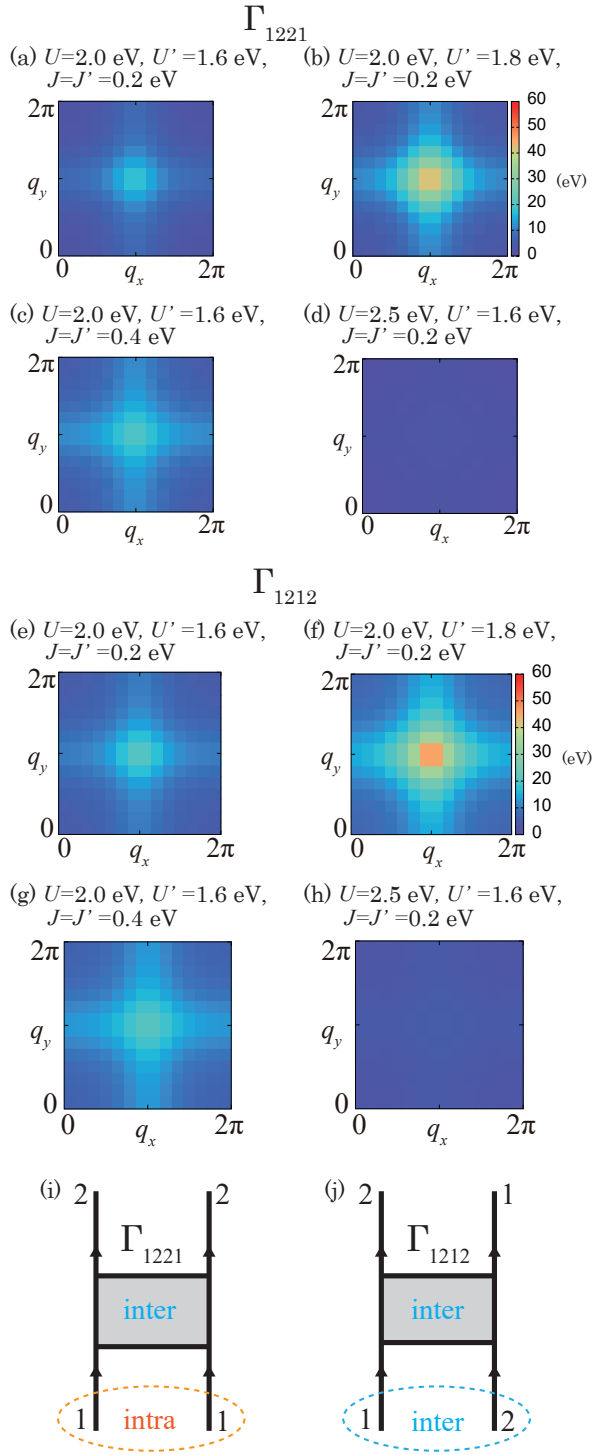 Γ1221
(a) U=2.0 eV, U'=1.6 eV,
J=J'=0.2 eV
(b) U=2.0 eV, U'=1.8 eV,
J=J'=0.2 eV
2π
qy
0
0
qx
2π
2π
qy
0
0
qx
2π
60
50
40
30
20
10
0
(eV)
(c) U=2.0 eV, U'=1.6 eV,
J=J'=0.4 eV
(d) U=2.5 eV, U'=1.6 eV,
J=J'=0.2 eV
2π
qy
0
0
qx
2π
2π
qy
0
0
qx
2π
Γ1212
(e) U=2.0 eV, U'=1.6 eV,
J=J'=0.2 eV
(f) U=2.0 eV, U'=1.8 eV,
J=J'=0.2 eV
2π
qy
0
0
qx
2π
2π
qy
0
0
qx
2π
60
50
40
30
20
10
0
(eV)
(g) U=2.0 eV, U'=1.6 eV,
J=J'=0.4 eV
(h) U=2.5 eV, U'=1.6 eV,
J=J'=0.2 eV
2π
qy
0
0
qx
2π
2π
qy
0
0
qx
2π
(i)
2
2
Γ1221
inter
1
intra
1
(j)
2
1
Γ1212
inter
1
inter
2